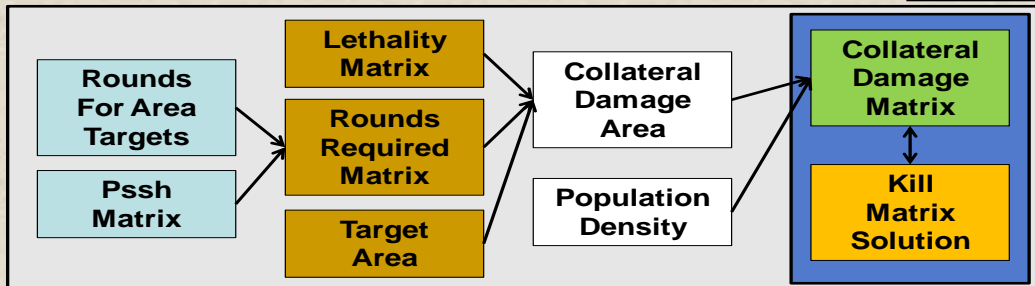 Rounds
For Area
Targets
Pssh
Matrix
Lethality
Matrix
Rounds
Required
Matrix
Target
Area
Collateral
Damage
Area
Population
Density
Collateral
Damage
Matrix
Kill
Matrix
Solution